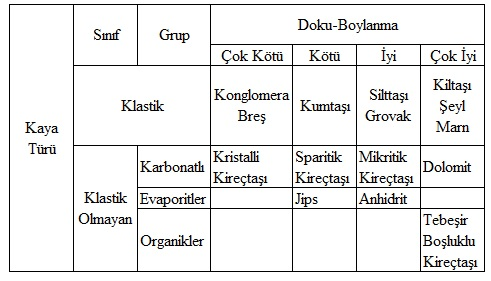 Sınıf Grup Doku-Boylanma
Çok Kötü Kötü İyi Çok İyi
Kaya
Türü
Klastik
Konglomera
Breş
Kumtaşı
Silttaşı
Grovak
Kiltaşı
Şeyl
Marn
Klastik
Olmayan
Karbonatlı
Kristalli
Kireçtaşı
Sparitik
Kireçtaşı
Mikritik
Kireçtaşı
Dolomit
Evaporitler Jips Anhidrit
Organikler
Tebeşir
Boşluklu
Kireçtaşı